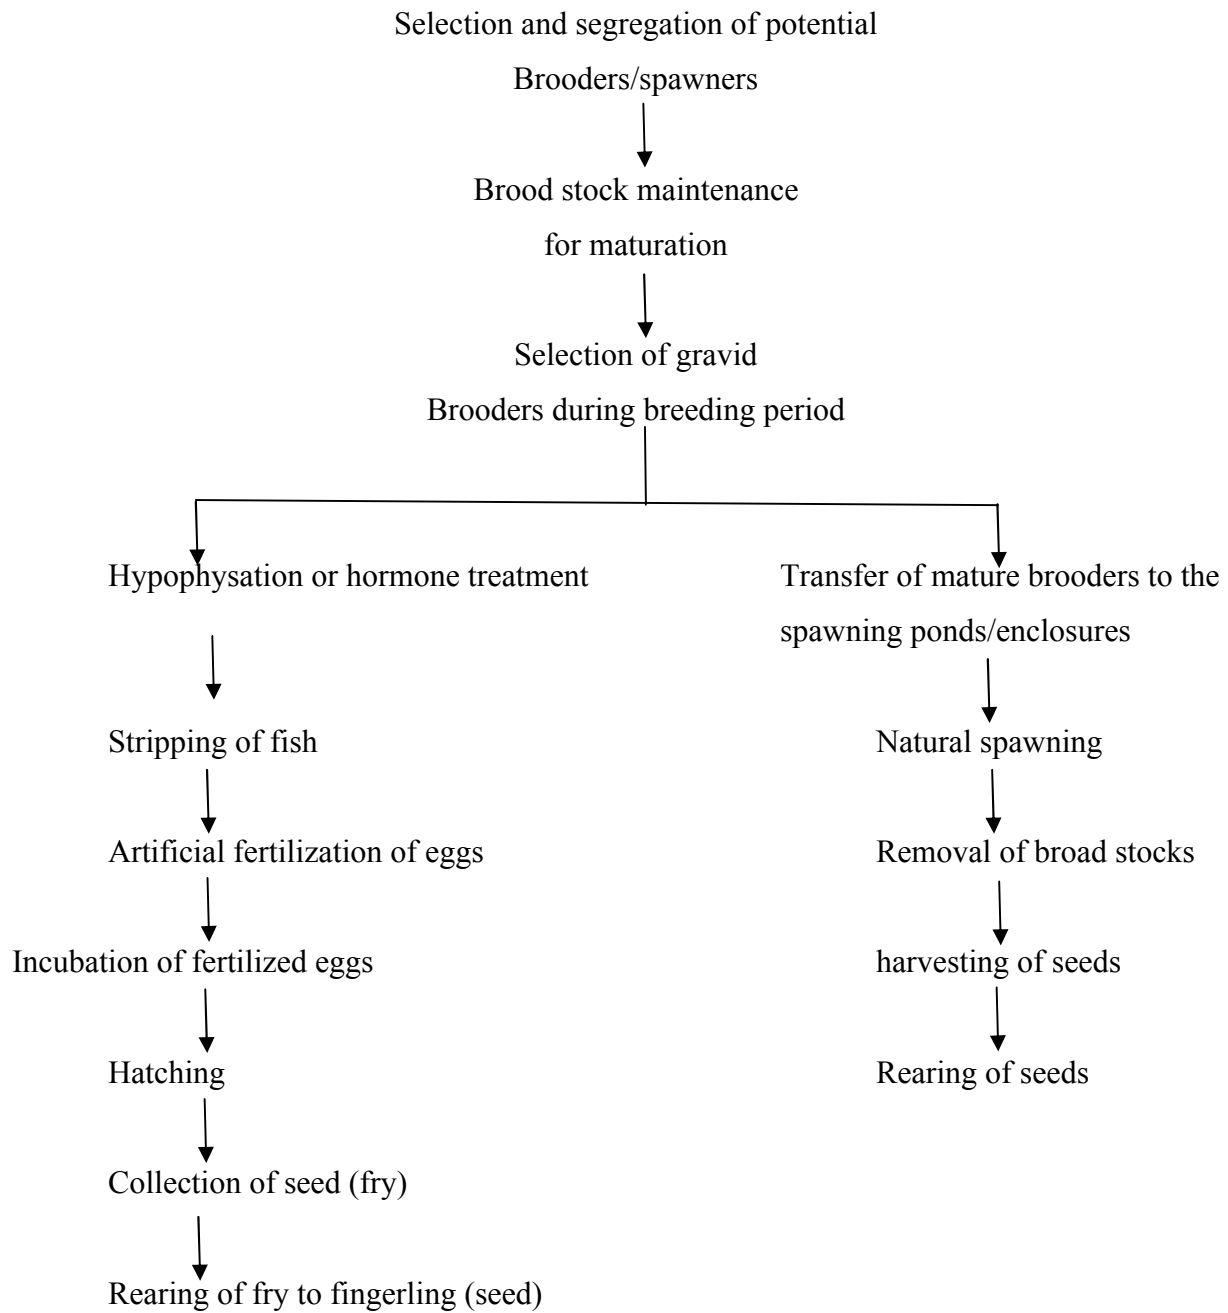 Selection and segregation of potential
Brooders/spawners
Brood stock maintenance
for maturation
Selection of gravid
Brooders during breeding period
Hypophysation or hormone treatment
Stripping of fish
Artificial fertilization of eggs
Incubation of fertilized eggs
Hatching
Collection of seed (fry)
Rearing of fry to fingerling (seed)
Transfer of mature brooders to the
spawning ponds/enclosures
Natural spawning
Removal of broad stocks
harvesting of seeds
Rearing of seeds